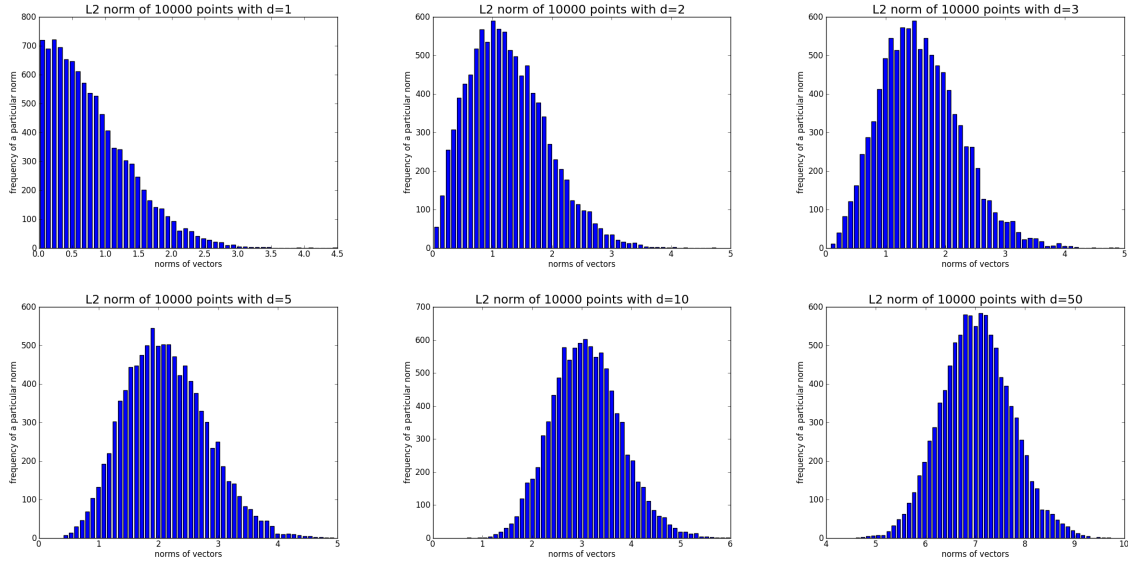 L2 norm of 10000 points with d=1
frequency of a particular norm
800
700
600
500
400
300
200
100
0
0.0 0.5 1.0 1.5 2.0 2.5 3.0 3.5 4.0 4.5
norms of vectors
L2 norm of 10000 points with d=2
frequency of a particular norm
600
500
400
300
200
100
0
0 1 2 3 4 5
norms of vectors
L2 norm of 10000 points with d=3
frequency of a particular norm
600
500
400
300
200
100
0
0 1 2 3 4 5
norms of vectors
L2 norm of 10000 points with d=5
frequency of a particular norm
600
500
400
300
200
100
0
0 1 2 3 4 5
norms of vectors
L2 norm of 10000 points with d=10
frequency of a particular norm
700
600
500
400
300
200
100
0
0 1 2 3 4 5 6
norms of vectors
L2 norm of 10000 points with d=50
frequency of a particular norm
600
500
400
300
200
100
0
4 5 6 7 8 9 10
norms of vectors